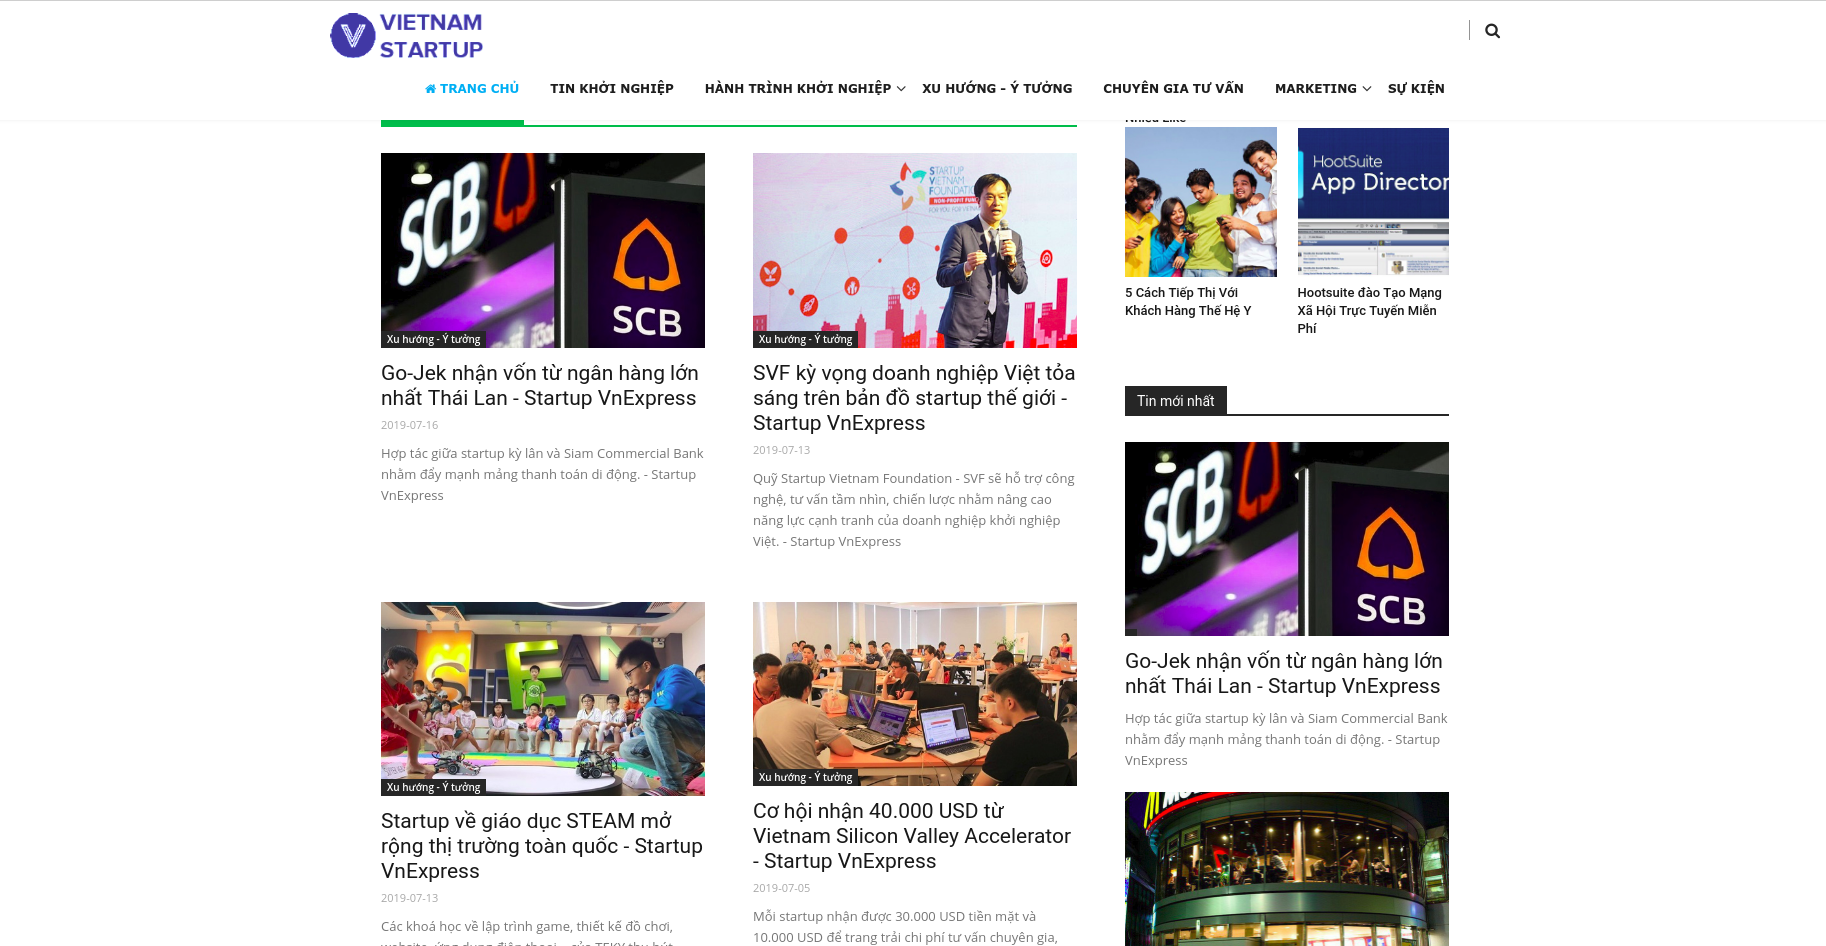 VIETNAM
STARTUP
TRANG CHỦ
TIN KHỞI NGHIỆP
HÀNH TRÌNH KHỞI NGHIỆP
XU HƯỚNG - Ý TƯỞNG
CHUYÊN GIA TƯ VẤN
MARKETING
SỰ KIỆN
SCB
SCB
Xu hướng - Ý tưởng
Go-Jek nhận vốn từ ngân hàng lớn
nhất Thái Lan - Startup VnExpress
2019-07-16
Hợp tác giữa startup kỳ lân và Siam Commercial Bank
nhằm đẩy mạnh mảng thanh toán di động. - Startup
VnExpress
STARTUP
VIETNAM
FOUNDATION
Xu hướng - Ý tưởng
SVF kỳ vọng doanh nghiệp Việt tỏa
sáng trên bản đồ startup thế giới -
Startup VnExpress
2019-07-13
Quỹ Startup Vietnam Foundation - SVF sẽ hỗ trợ công
nghệ, tư vấn tầm nhìn, chiến lược nhằm nâng cao
năng lực cạnh tranh của doanh nghiệp khởi nghiệp
Việt. - Startup VnExpress
Xu hướng - Ý tưởng
Startup về giáo dục STEAM mở
rộng thị trường toàn quốc - Startup
VnExpress
2019-07-13
Các khoá học về lập trình game, thiết kế đồ chơi,
Xu hướng - Ý tưởng
Cơ hội nhận 40.000 USD từ
Vietnam Silicon Valley Accelerator
- Startup VnExpress
2019-07-05
Mỗi startup nhận được 30.000 USD tiền mặt và
10.000 USD để trang trải chi phí tư vấn chuyên gia,
Nhiều Like
5 Cách Tiếp Thị Với
Khách Hàng Thế Hệ Y
HootSuite
App Director
Hootsuite đào Tạo Mạng
Xã Hội Trực Tuyến Miễn
Phí
Tin mới nhất
SCB
SCB
Go-Jek nhận vốn từ ngân hàng lớn
nhất Thái Lan - Startup VnExpress
Hợp tác giữa startup kỳ lân và Siam Commercial Bank
nhằm đẩy mạnh mảng thanh toán di động. - Startup
VnExpress